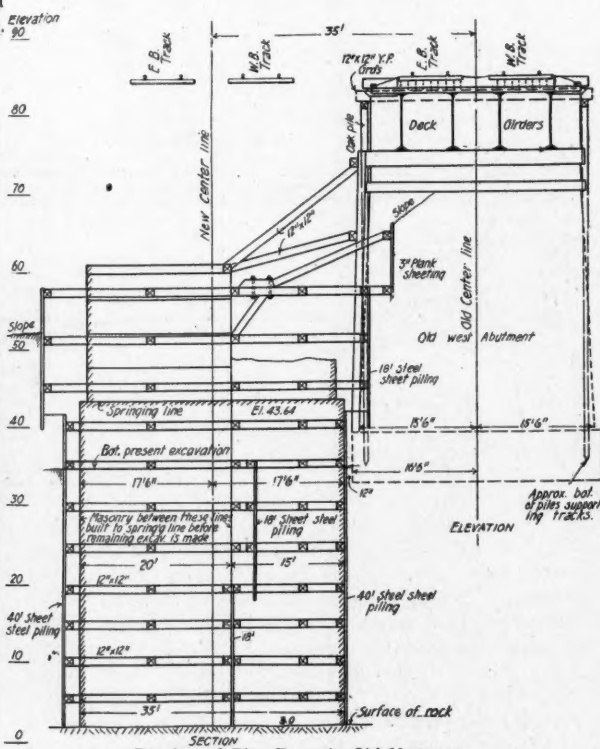 Elevation
90
35'
E.B.
Track
W.B.
Track
12"x12" Y.P.
Girds
E.B.
Track
W.B.
Track
80
New Center line
Oak pile
Deck
Girders
70
12"x12"
Slope
Old Center line
60
3" Plank
sheeting
Slope
50
Old West Abutment
18' Steel
sheet piling
Springing line
El. 43.64
40
15'6"
15'6"
Bot. present excavation
16'6"
17'6"
17'6"
12"
Approx. bot.
of piles support-
ing tracks.
30
Masonry between these lines
built to spring'g line before
remaining excav. is made
18' Sheet steel
piling
ELEVATION
20'
15'
20
12"x12"
40' Sheet
steel piling
40' Steel sheet
piling
18'
10
12"x12"
35'
Surface of rock
0
SECTION